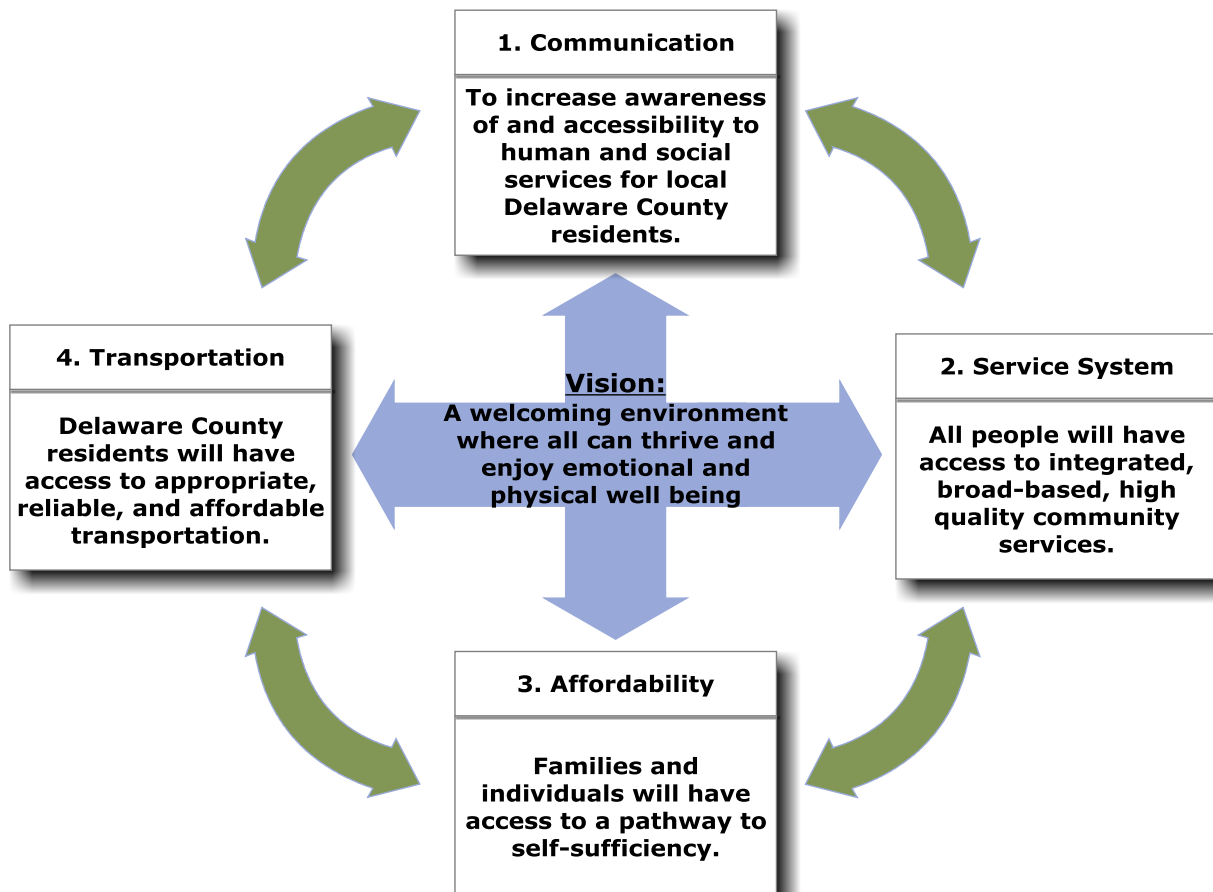 1. Communication
To increase awareness
of and accessibility to
human and social
services for local
Delaware County
residents.
4. Transportation
Delaware County
residents will have
access to appropriate,
reliable, and affordable
transportation.
Vision:
A welcoming environment
where all can thrive and
enjoy emotional and
physical well being
2. Service System
All people will have
access to integrated,
broad-based, high
quality community
services.
3. Affordability
Families and
individuals will have
access to a pathway to
self-sufficiency.